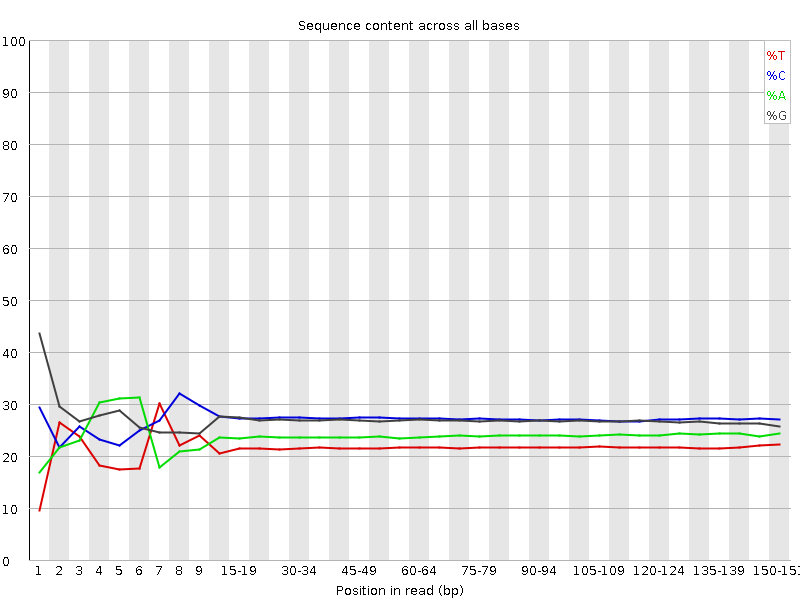 Sequence content across all bases
100
90
80
70
60
50
40
30
20
10
0
%T
%C
%A
%G
1 2 3 4 5 6 7 8 9 15-19 30-34 45-49 60-64 75-79 90-94 105-109 120-124 135-139 150-151
Position in read (bp)